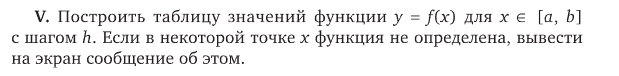 V. Построить таблицу значений функции y = f(x) для x ∈ [a, b]
с шагом h. Если в некоторой точке x функция не определена, вывести
на экран сообщение об этом.